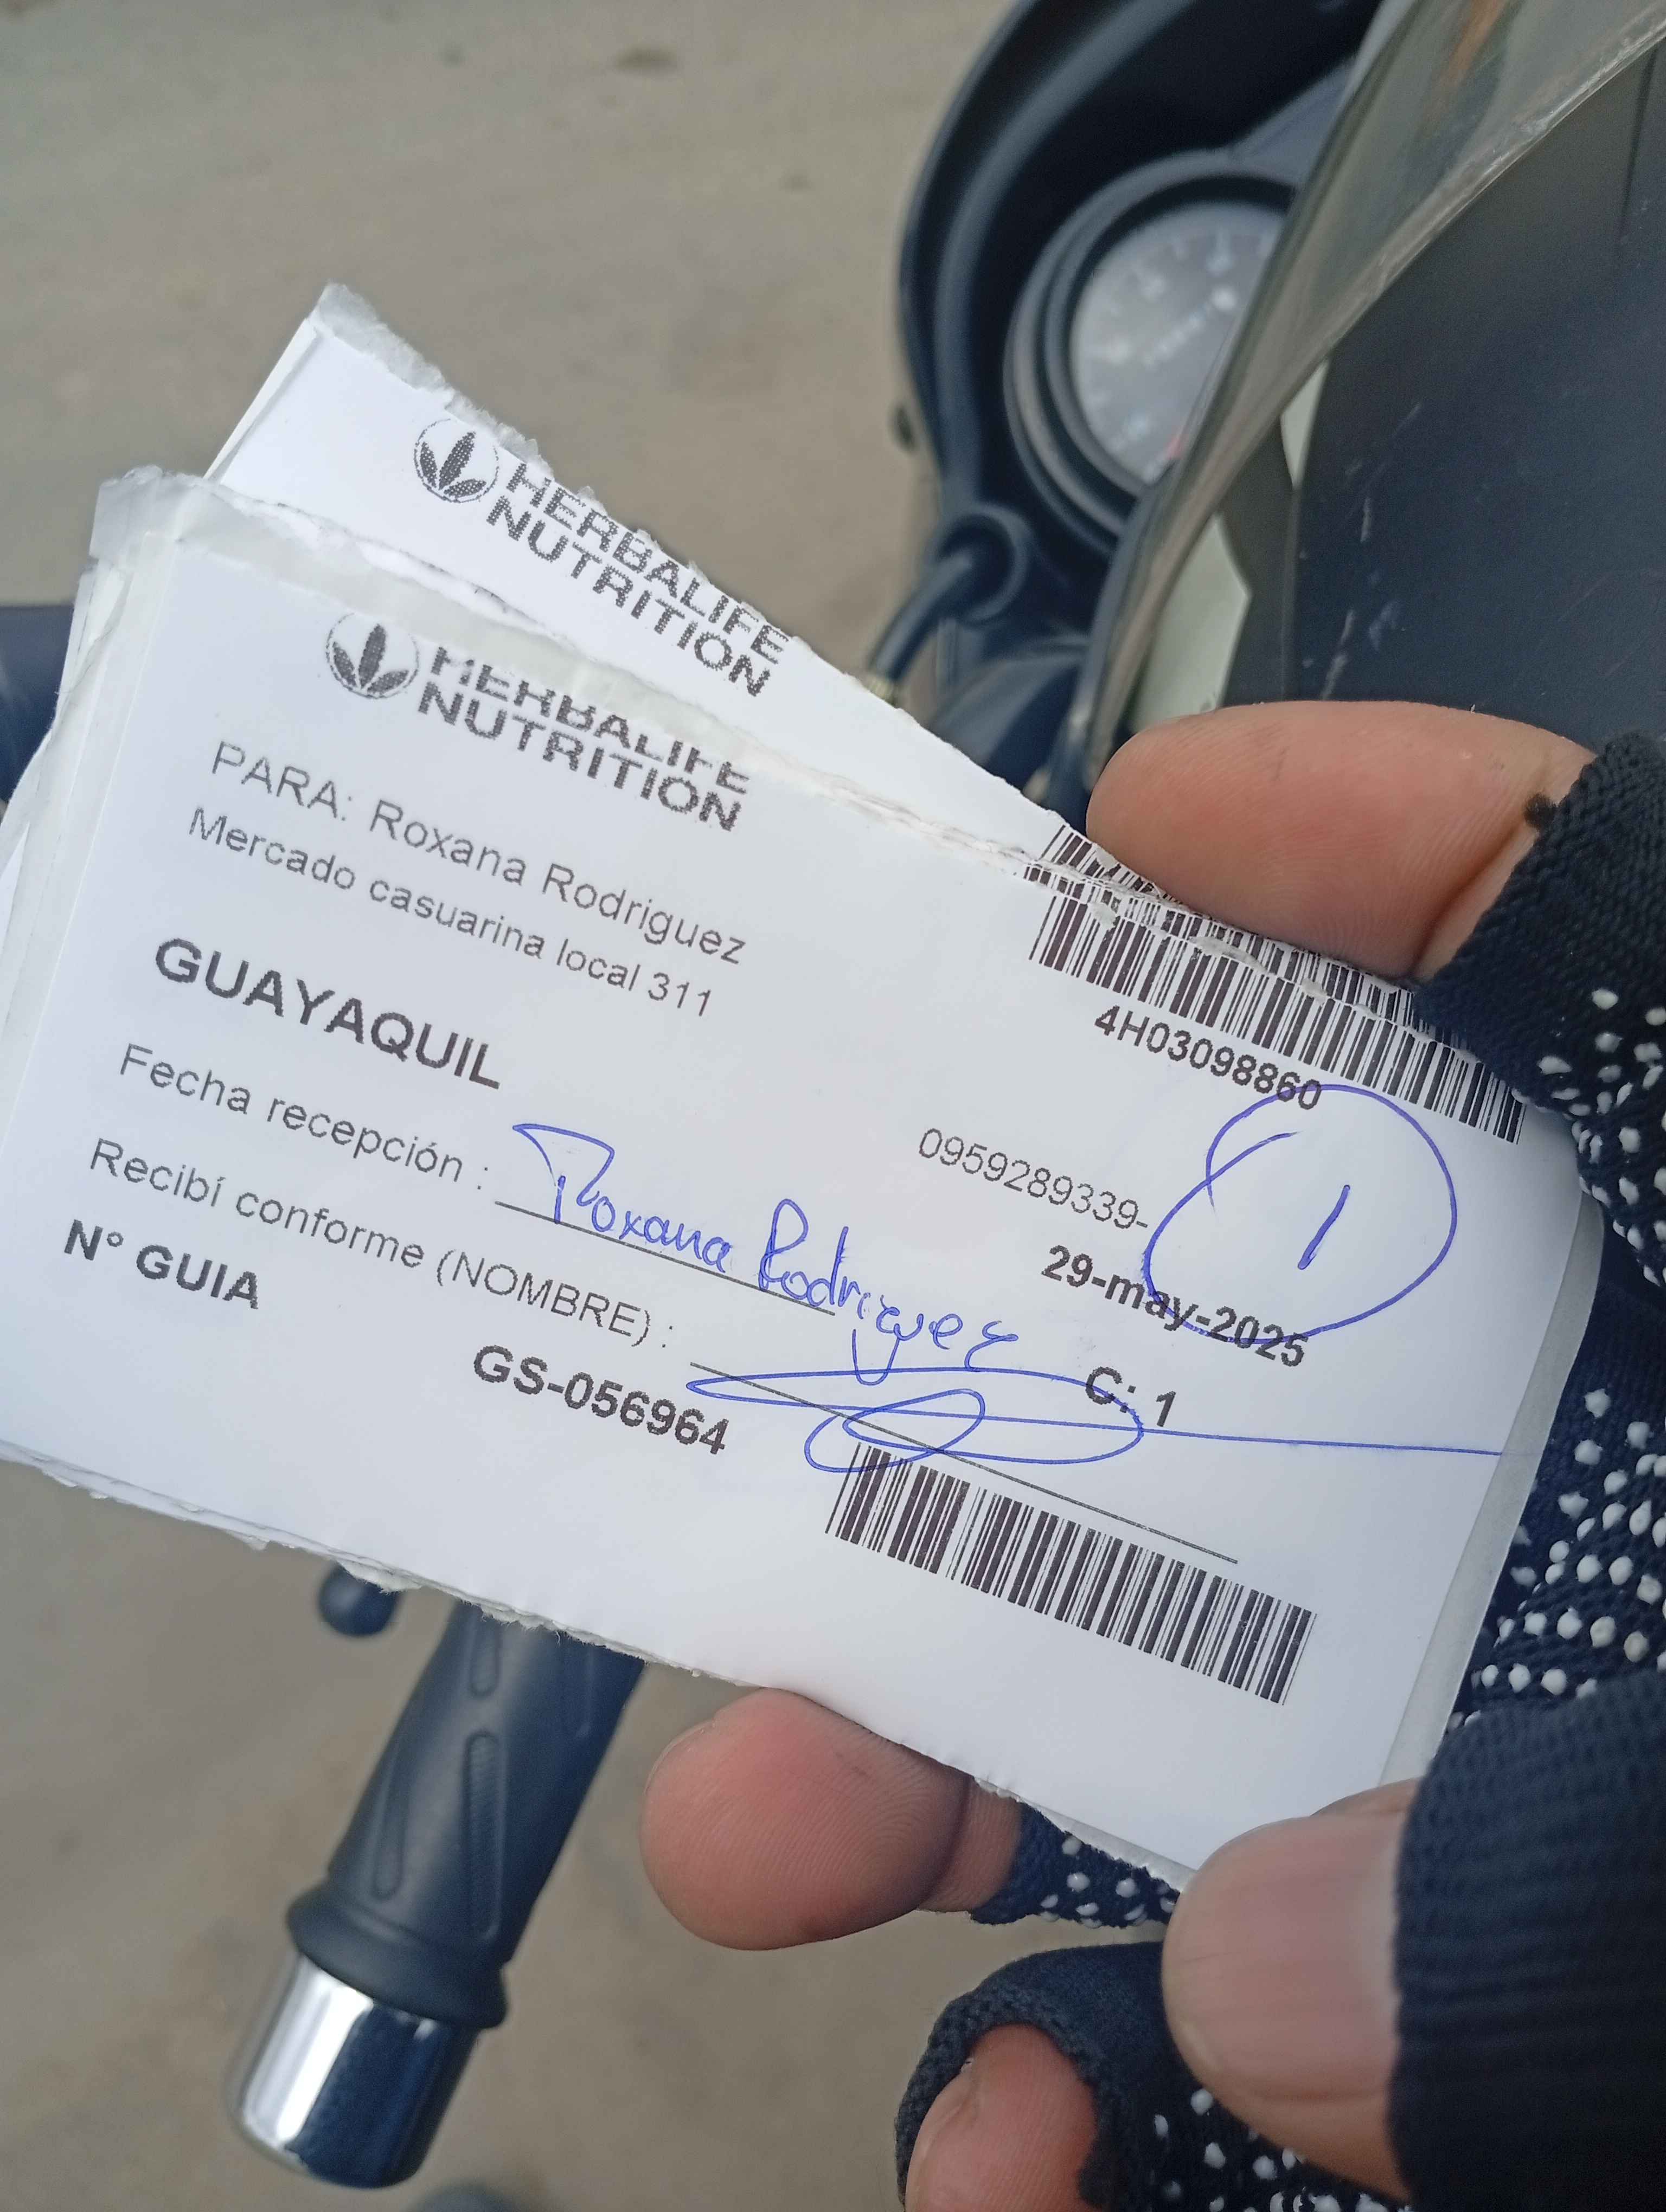 HERBALIFE
NUTRITION
HERBALIFE
NUTRITION
PARA: Roxana Rodriguez
Mercado casuarina local 311
4H03098860
GUAYAQUIL
0959289339-
1
Fecha recepción : Roxana Rodriguez
29-may-2025
Recibí conforme (NOMBRE) :
C: 1
N° GUIA
GS-056964